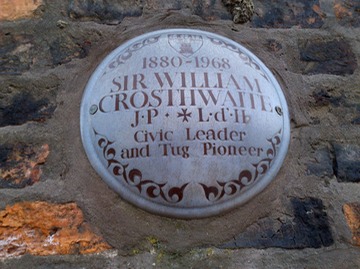 1880-1968
SIR WILLIAM
CROSTHWAITE
J·P·✠L·d'H
Civic Leader
and Tug Pioneer